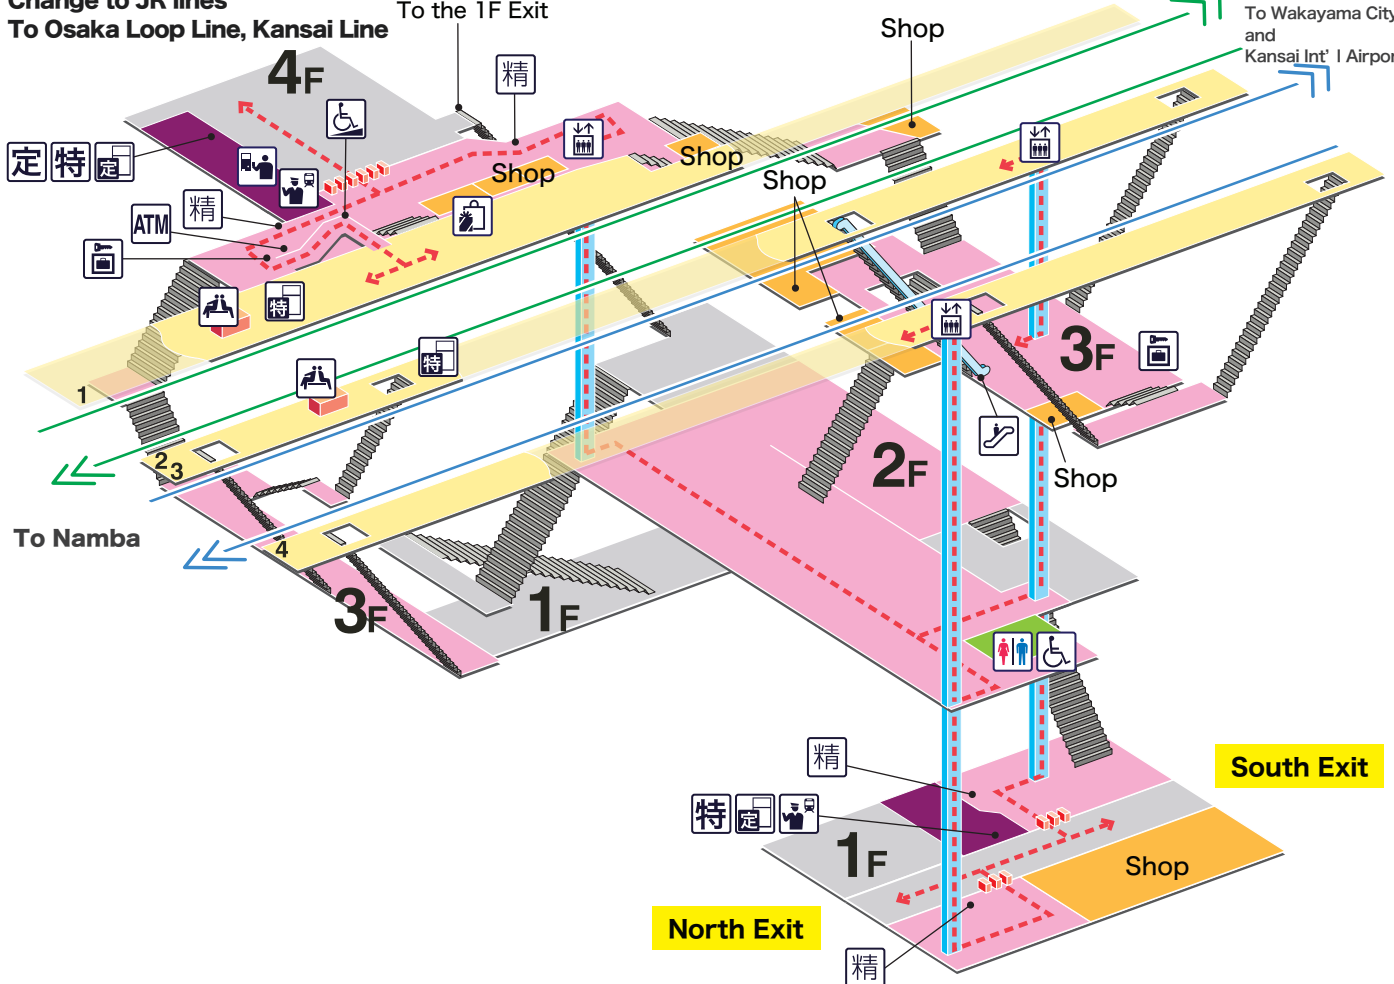 Change to JR lines
To Osaka Loop Line, Kansai Line
To the 1F Exit
Shop
To Wakayama City
and
Kansai Int' l Airport
4F
精
定 特 定
Shop
Shop
Shop
ATM
精
特
特
3F
1
2
3
2F
Shop
To Namba
4
3F
1F
精
South Exit
特 定
1F
Shop
North Exit
精